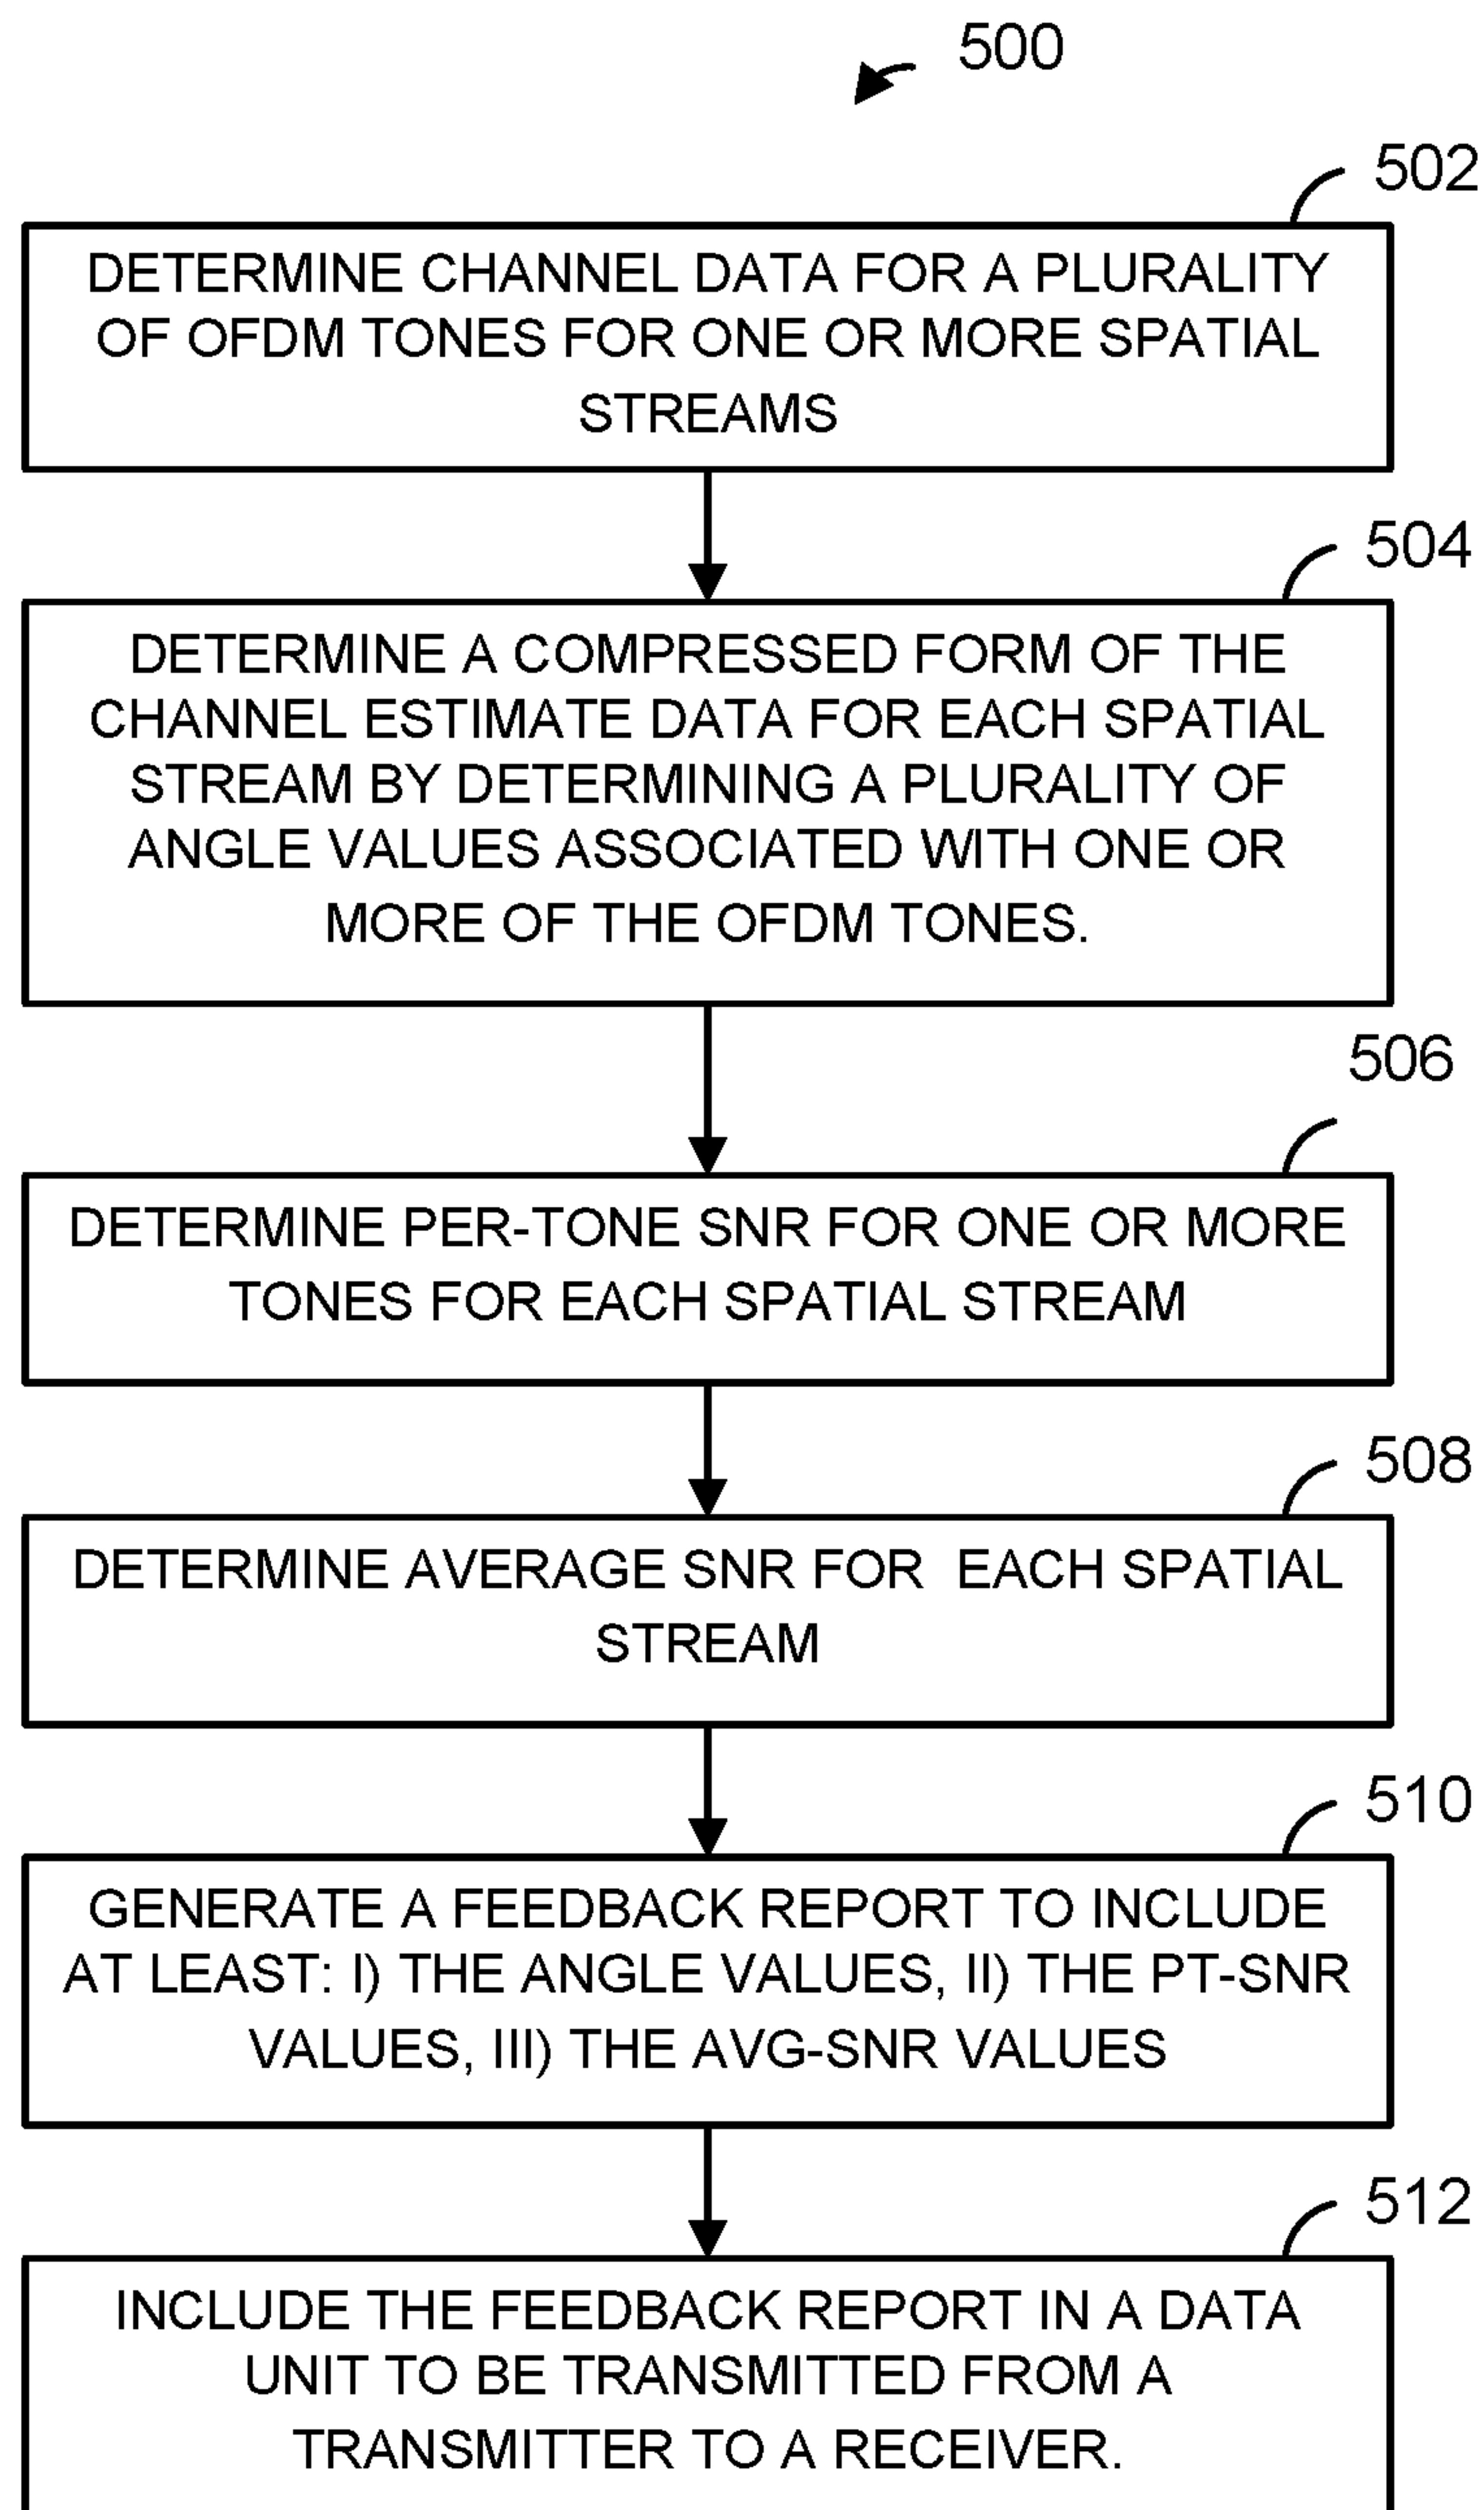 500
502
DETERMINE CHANNEL DATA FOR A PLURALITY
OF OFDM TONES FOR ONE OR MORE SPATIAL
STREAMS
504
DETERMINE A COMPRESSED FORM OF THE
CHANNEL ESTIMATE DATA FOR EACH SPATIAL
STREAM BY DETERMINING A PLURALITY OF
ANGLE VALUES ASSOCIATED WITH ONE OR
MORE OF THE OFDM TONES.
506
DETERMINE PER-TONE SNR FOR ONE OR MORE
TONES FOR EACH SPATIAL STREAM
508
DETERMINE AVERAGE SNR FOR EACH SPATIAL
STREAM
510
GENERATE A FEEDBACK REPORT TO INCLUDE
AT LEAST: I) THE ANGLE VALUES, II) THE PT-SNR
VALUES, III) THE AVG-SNR VALUES
512
INCLUDE THE FEEDBACK REPORT IN A DATA
UNIT TO BE TRANSMITTED FROM A
TRANSMITTER TO A RECEIVER.